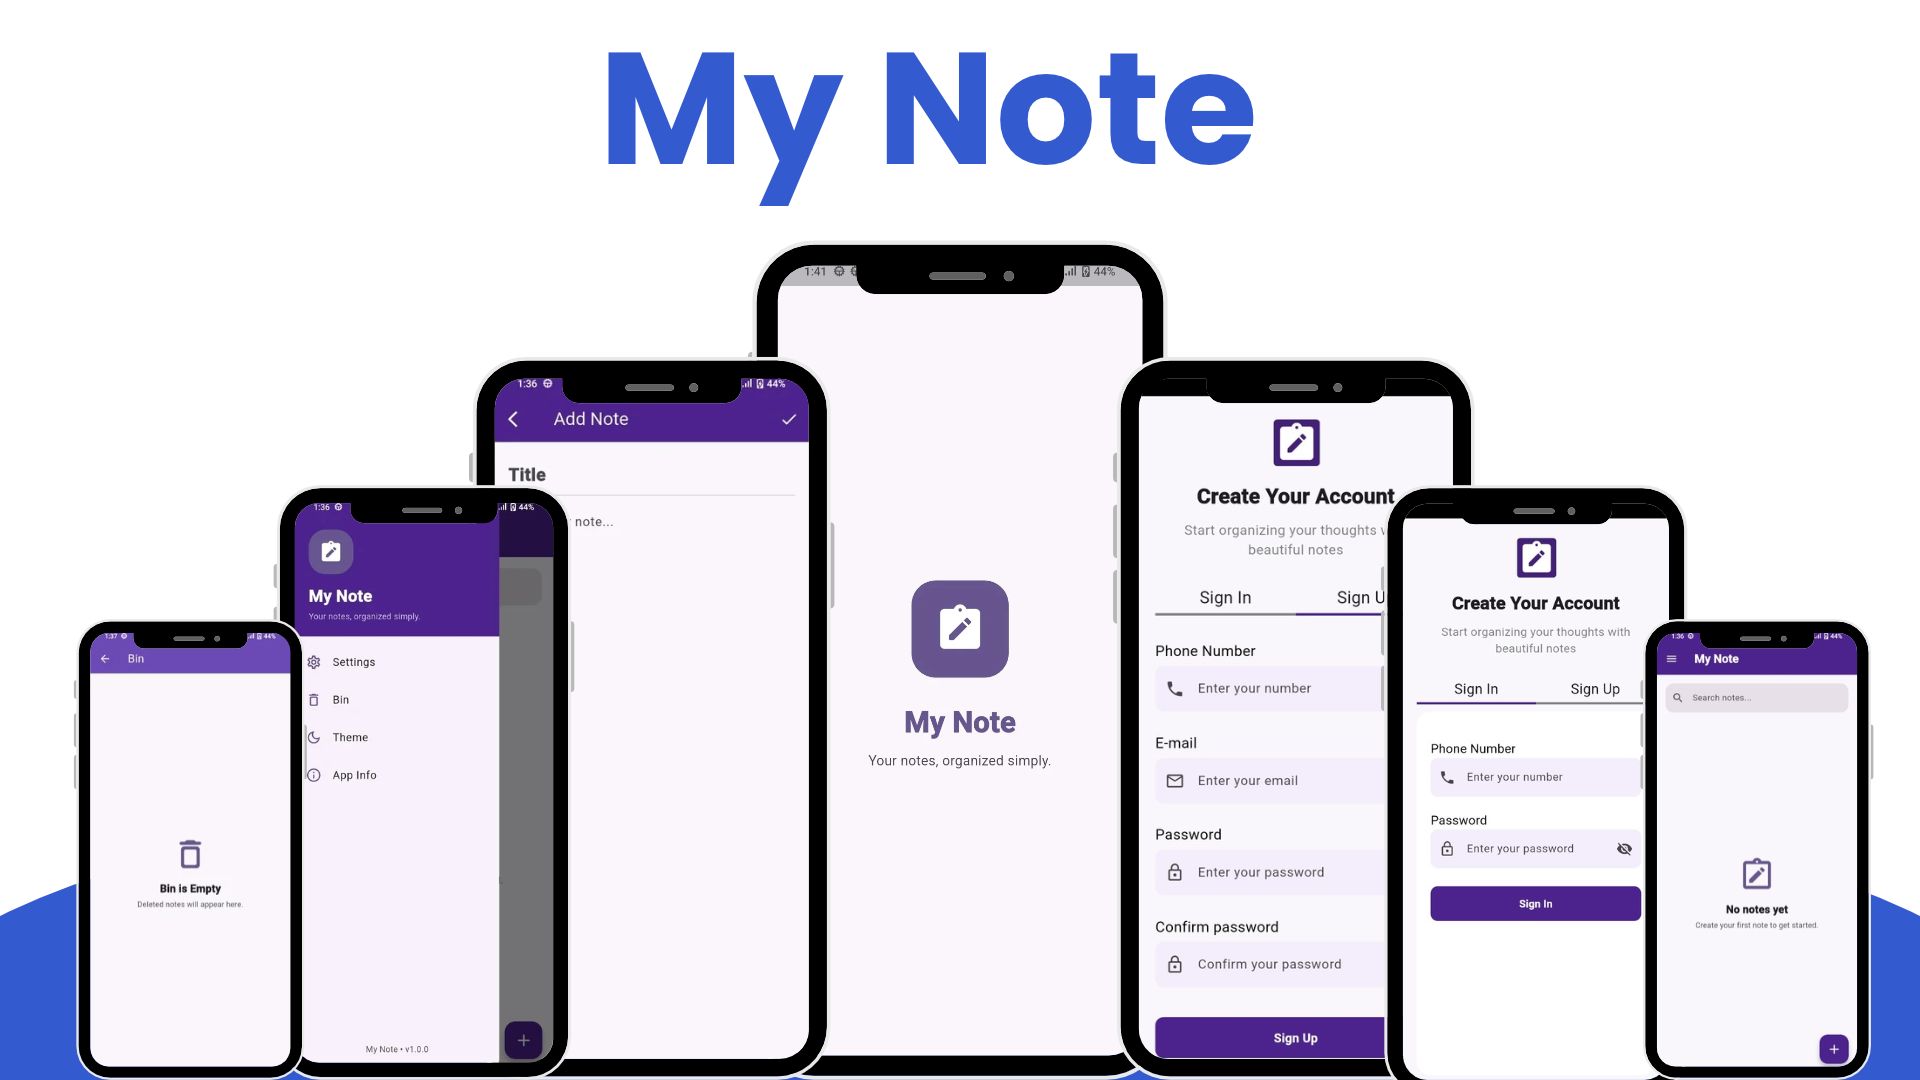 My Note
1:37
44%
Bin
Bin is Empty
Deleted notes will appear here.
1:36
44%
My Note
Your notes, organized simply.
Settings
Bin
Theme
App Info
My Note • v1.0.0
+
1:36
44%
Add Note
Title
note...
1:41
44%
My Note
Your notes, organized simply.
Create Your Account
Start organizing your thoughts
beautiful notes
Sign In Sign U
Phone Number
Enter your number
E-mail
Enter your email
Password
Enter your password
Confirm password
Confirm your password
Sign Up
Create Your Account
Start organizing your thoughts with
beautiful notes
Sign In Sign Up
Phone Number
Enter your number
Password
Enter your password
Sign In
1:36
44%
My Note
Search notes...
No notes yet
Create your first note to get started.
+